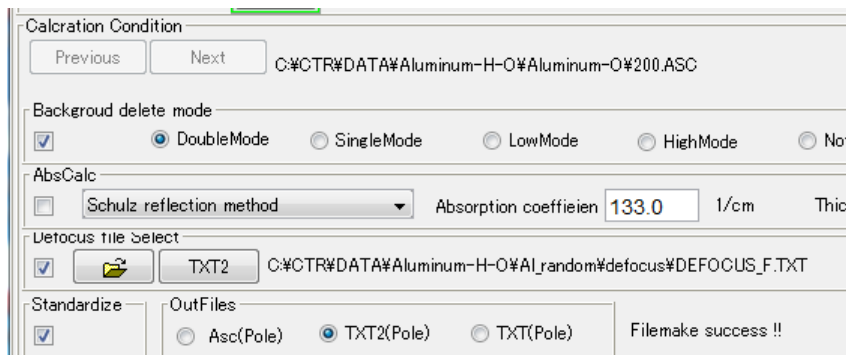 Calcration Condition
Previous Next C:¥CTR¥DATA¥Aluminum-H-O¥Aluminum-O¥200.ASC
Backgroud delete mode
DoubleMode SingleMode LowMode HighMode No
AbsCalc
Schulz reflection method Absorption coeffieien 133.0 1/cm Thic
Defocus file Select
TXT2 C:¥CTR¥DATA¥Aluminum-H-O¥Al_random¥defocus¥DEFOCUS_F.TXT
Standardize OutFiles
Asc(Pole) TXT2(Pole) TXT(Pole) Filemake success !!